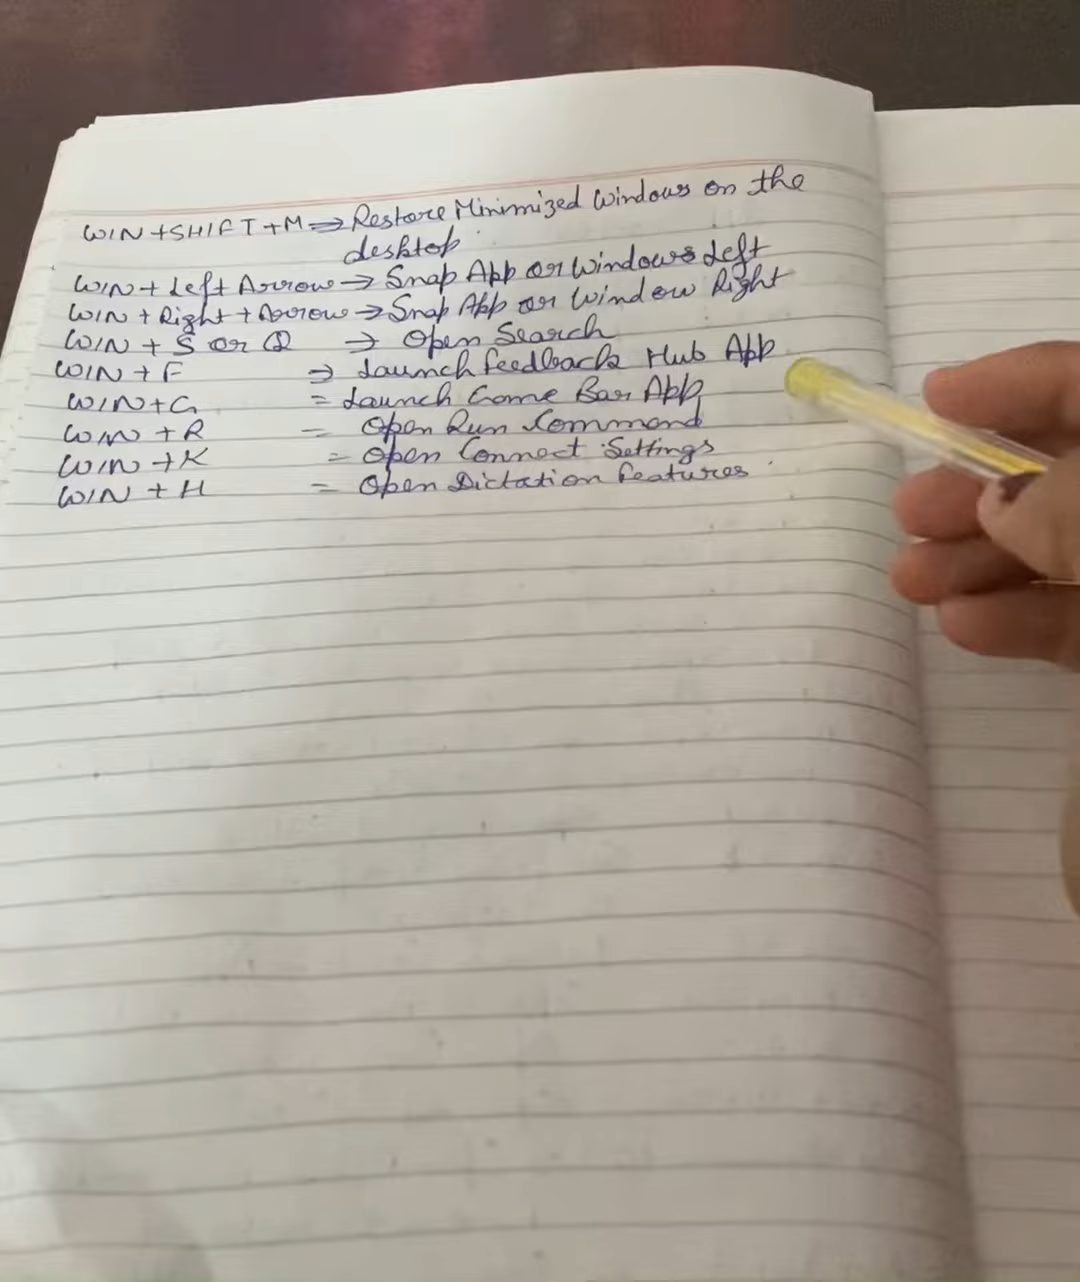 WIN+SHIFT+M⇒Restore Minimized Windows on the
desktop.
WIN+Left Arrow→Snap App or Windows Left
WIN+Right+Arrow→Snap App or Window Right
WIN+S or Q → Open Search
WIN+F ⇒ Launch Feedback Hub App
WIN+G = Launch Game Bar App
WIN+R = Open Run Command
WIN+K = Open Connect Settings
WIN+H = Open Dictation Features